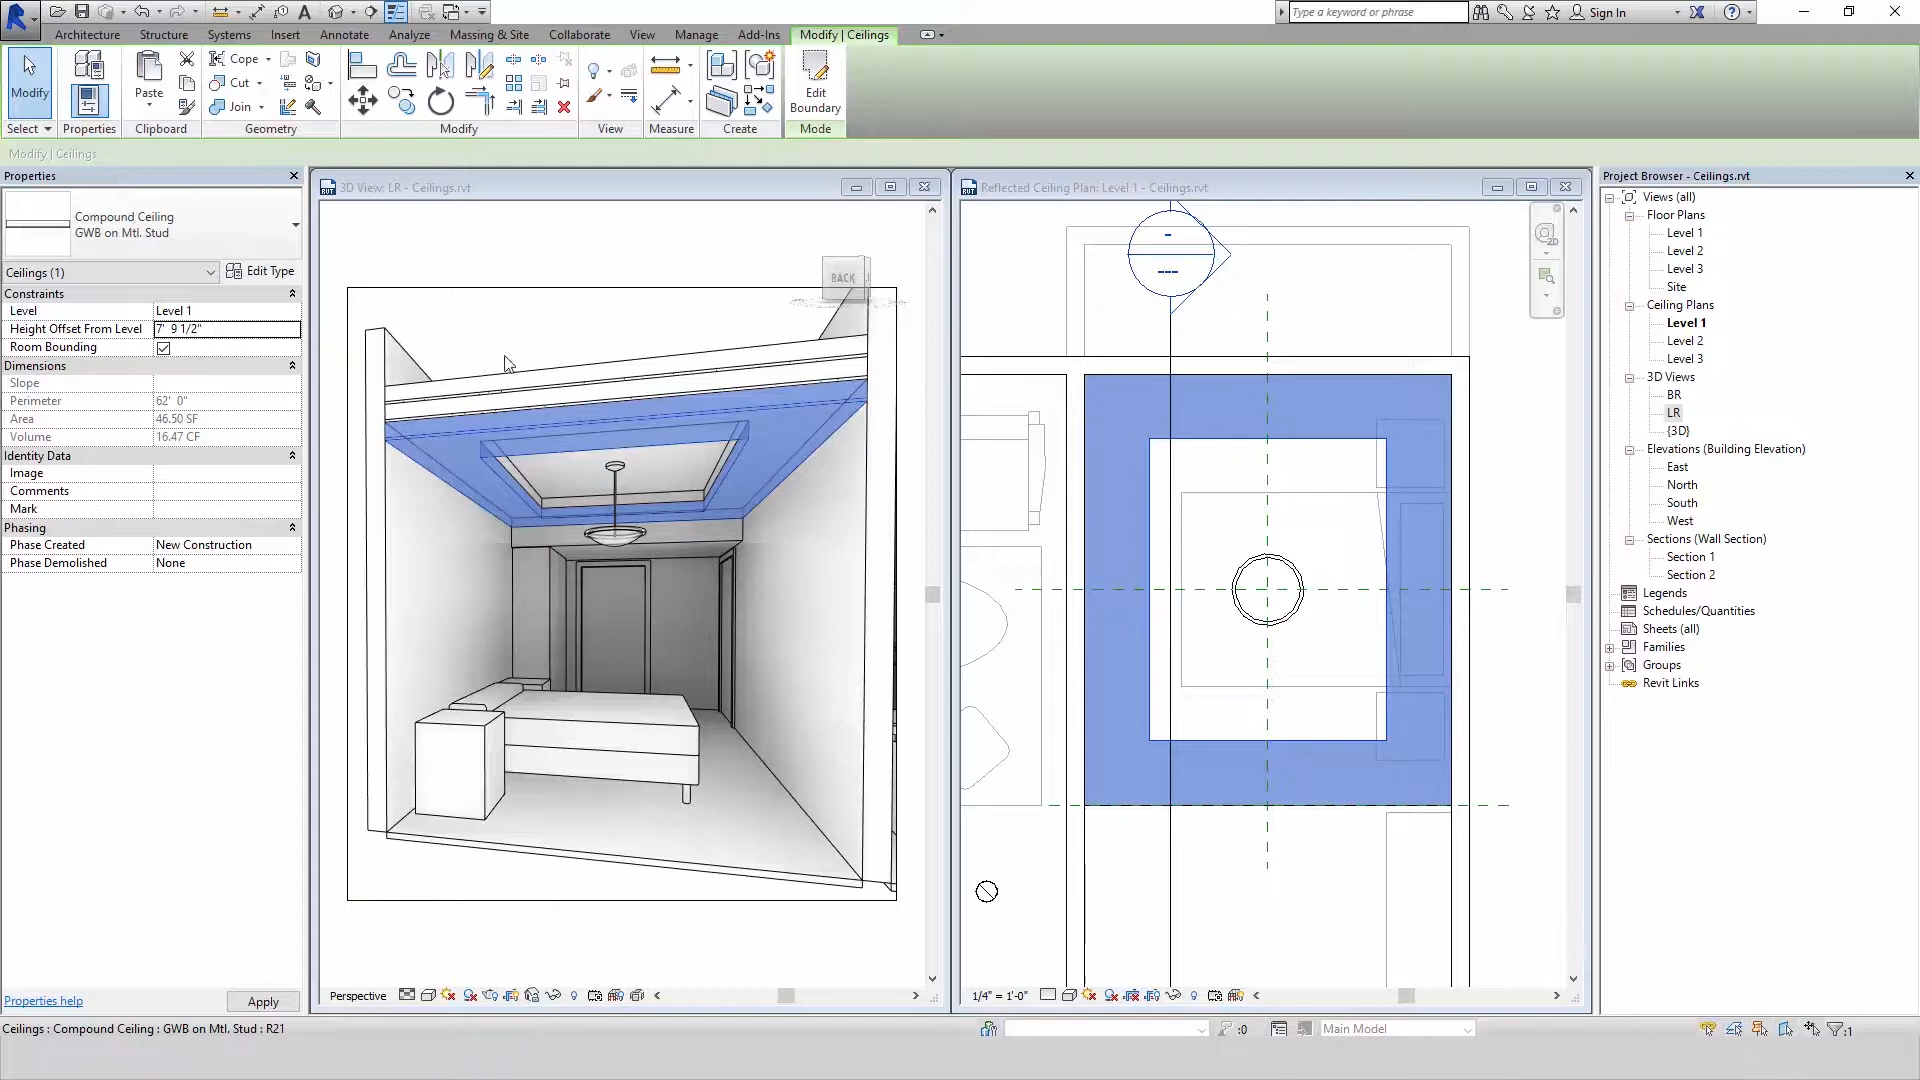 Type a keyword or phrase
Sign In
Architecture
Structure
Systems
Insert
Annotate
Analyze
Massing & Site
Collaborate
View
Manage
Add-Ins
Modify | Ceilings
Modify
Paste
Cope
Cut
Join
Edit
Boundary
Select
Properties
Clipboard
Geometry
Modify
View
Measure
Create
Mode
Modify | Ceilings
Properties
Compound Ceiling
GWB on Mtl. Stud
Ceilings (1)
Edit Type
Constraints
Level
Level 1
Height Offset From Level
7' 9 1/2"
Room Bounding
Dimensions
Slope
Perimeter
62' 0"
Area
46.50 SF
Volume
16.47 CF
Identity Data
Image
Comments
Mark
Phasing
Phase Created
New Construction
Phase Demolished
None
Properties help
Apply
3D View: LR - Ceilings.rvt
BACK
Perspective
Reflected Ceiling Plan: Level 1 - Ceilings.rvt
2D
1/4" = 1'-0"
Project Browser - Ceilings.rvt
Views (all)
Floor Plans
Level 1
Level 2
Level 3
Site
Ceiling Plans
Level 1
Level 2
Level 3
3D Views
BR
LR
{3D}
Elevations (Building Elevation)
East
North
South
West
Sections (Wall Section)
Section 1
Section 2
Legends
Schedules/Quantities
Sheets (all)
Families
Groups
Revit Links
Ceilings : Compound Ceiling : GWB on Mtl. Stud : R21
:0
Main Model
:1